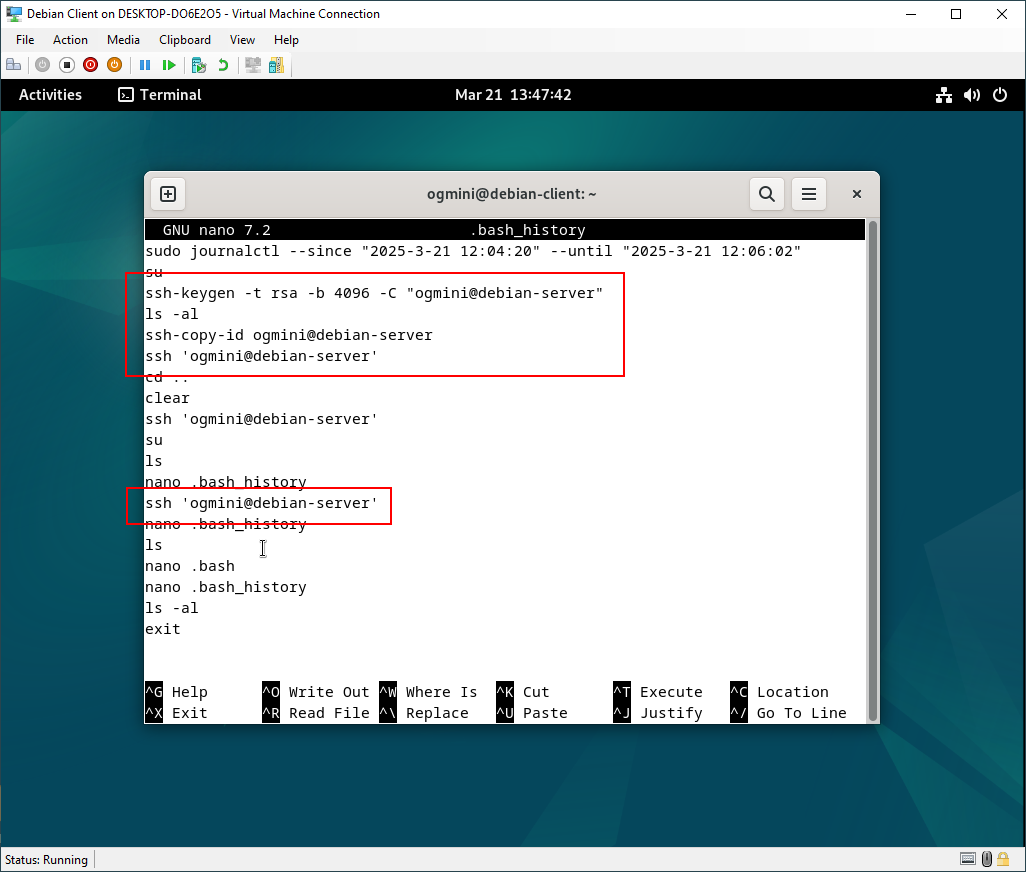 Debian Client on DESKTOP-DO6E2O5 - Virtual Machine Connection
File Action Media Clipboard View Help
Activities Terminal Mar 21 13:47:42
ogmini@debian-client: ~
GNU nano 7.2 .bash_history
sudo journalctl --since "2025-3-21 12:04:20" --until "2025-3-21 12:06:02"
su
ssh-keygen -t rsa -b 4096 -C "ogmini@debian-server"
ls -al
ssh-copy-id ogmini@debian-server
ssh 'ogmini@debian-server'
cd ..
clear
ssh 'ogmini@debian-server'
su
ls
nano .bash_history
ssh 'ogmini@debian-server'
nano .bash_history
ls
nano .bash
nano .bash_history
ls -al
exit
^G Help ^O Write Out ^W Where Is ^K Cut ^T Execute ^C Location
^X Exit ^R Read File ^\ Replace ^U Paste ^J Justify ^/ Go To Line
Status: Running